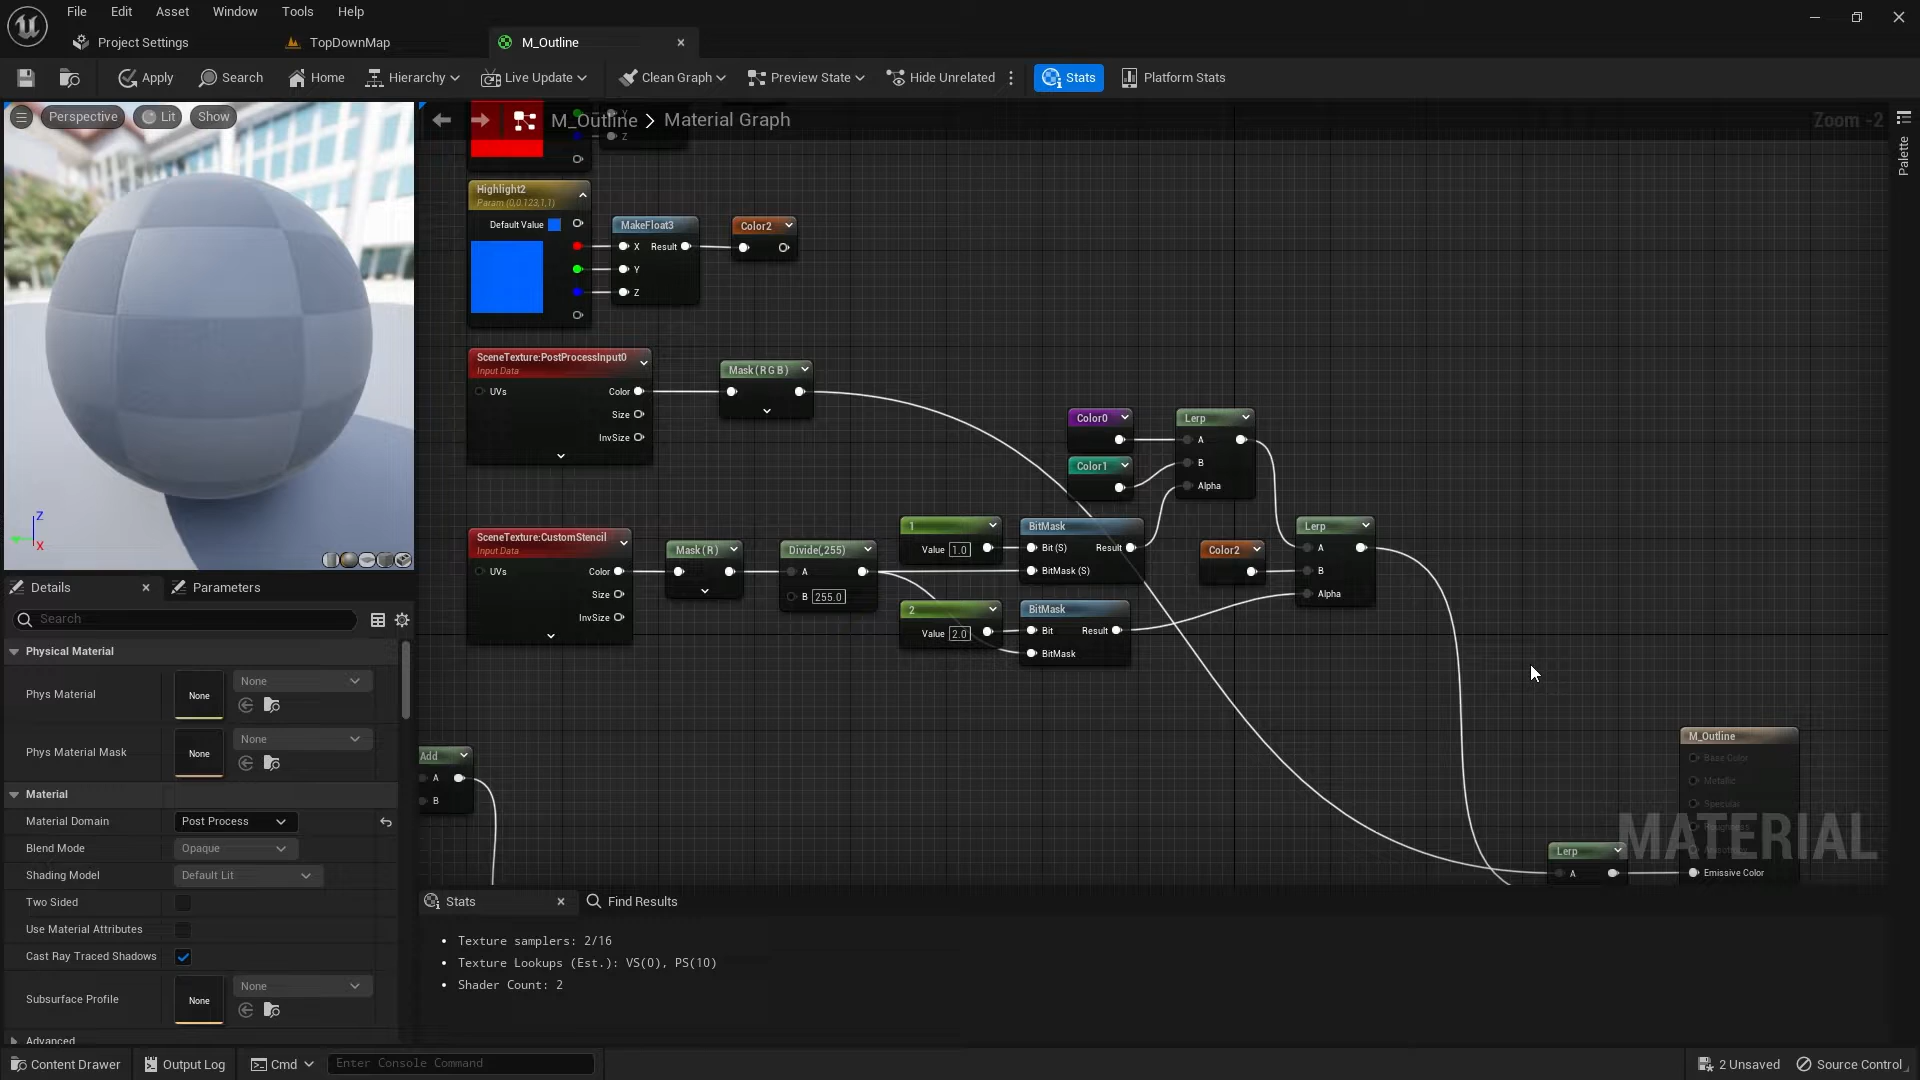 File Edit Asset Window Tools Help
Project Settings TopDownMap M_Outline
Apply Search Home Hierarchy Live Update Clean Graph Preview State Hide Unrelated Stats Platform Stats
Perspective Lit Show
M_Outline > Material Graph
Zoom -2
Palette
Y
Z
Highlight2
Param (0,0.123,1,1)
Default Value
MakeFloat3
X Result
Y
Z
Color2
SceneTexture:PostProcessInput0
Input Data
UVs Color
Size
InvSize
Mask ( R G B )
Color0
Color1
Lerp
A
B
Alpha
SceneTexture:CustomStencil
Input Data
UVs Color
Size
InvSize
Mask ( R )
Divide(,255)
A
B 255.0
1
Value 1.0
BitMask
Bit (S) Result
BitMask (S)
2
Value 2.0
BitMask
Bit Result
BitMask
Color2
Lerp
A
B
Alpha
Add
A
B
M_Outline
Base Color
Metallic
Specular
Emissive Color
MATERIAL
Lerp
A
Z
X
Details Parameters
Search
Physical Material
Phys Material None None
Phys Material Mask None None
Material
Material Domain Post Process
Blend Mode Opaque
Shading Model Default Lit
Two Sided
Use Material Attributes
Cast Ray Traced Shadows
Subsurface Profile None None
Advanced
Stats Find Results
Texture samplers: 2/16
Texture Lookups (Est.): VS(0), PS(10)
Shader Count: 2
Content Drawer Output Log Cmd Enter Console Command 2 Unsaved Source Control